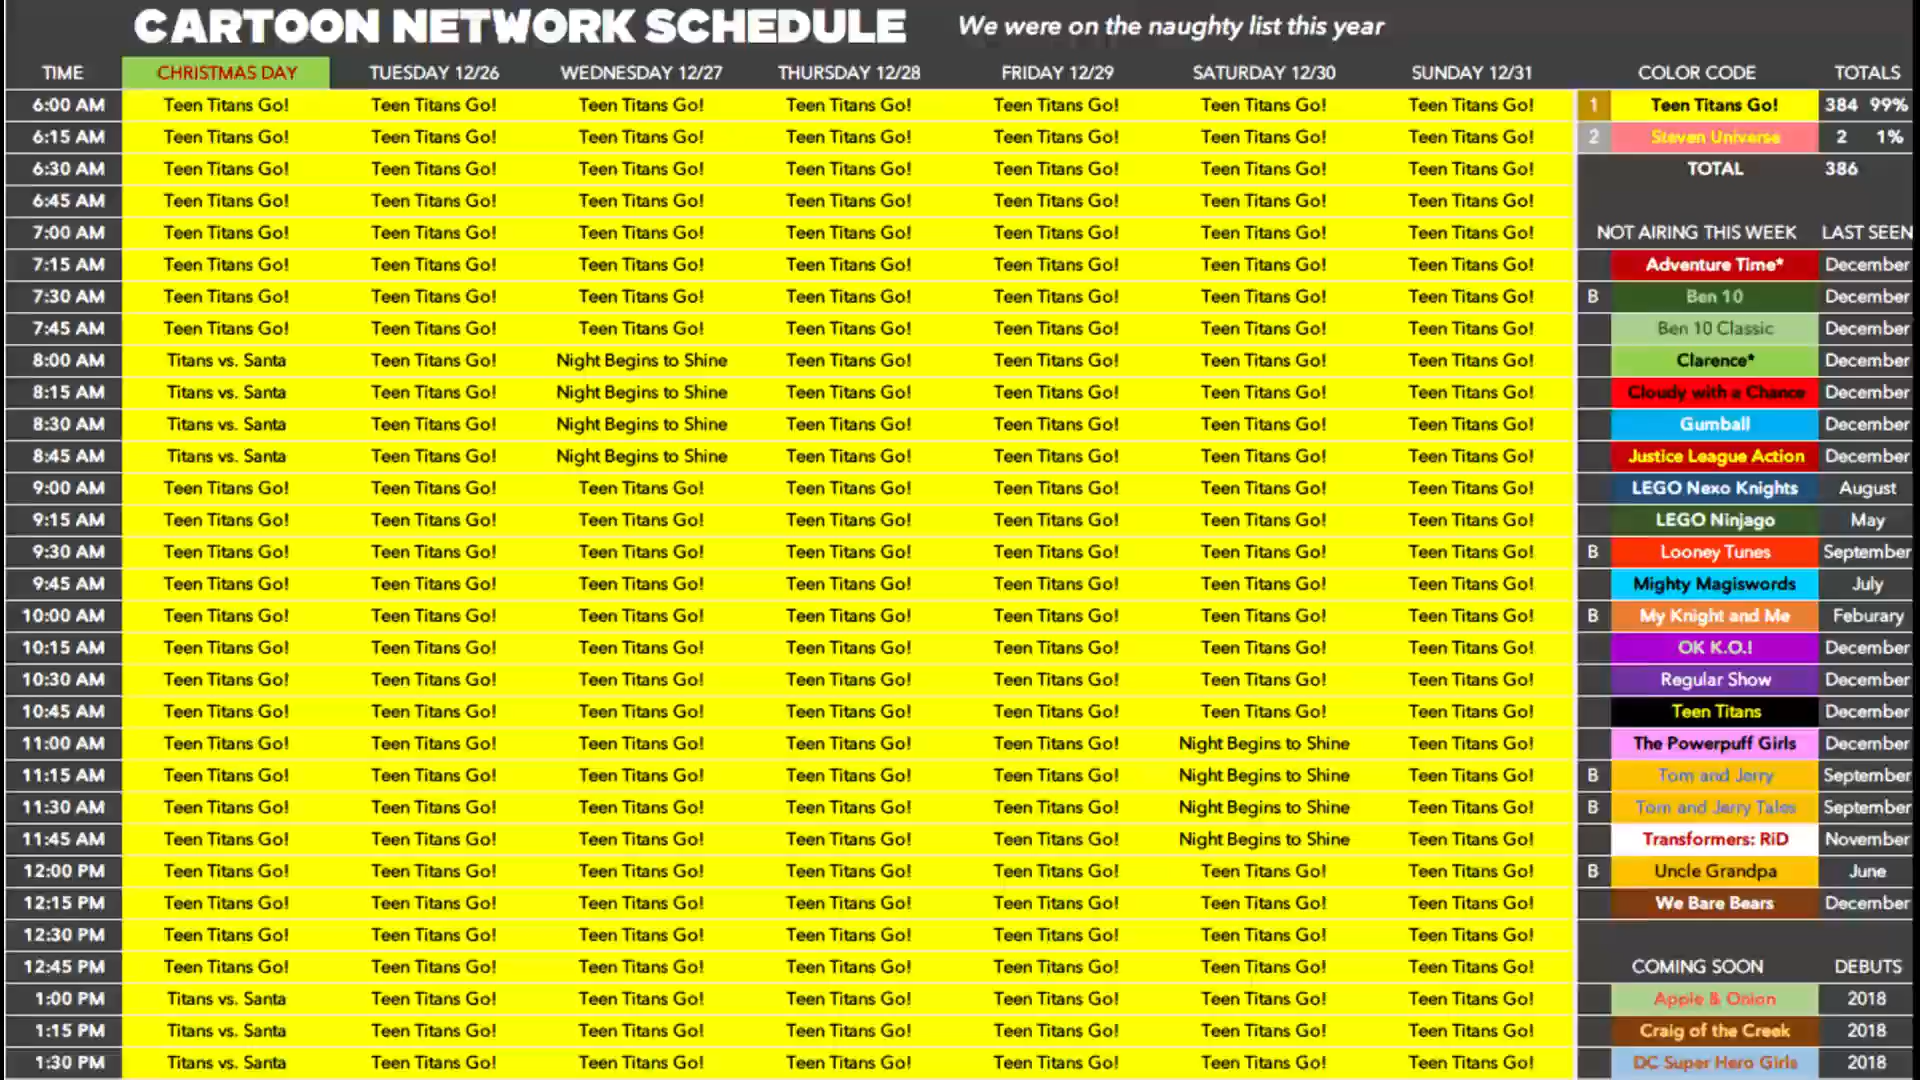 CARTOON NETWORK SCHEDULE We were on the naughty list this year
TIME CHRISTMAS DAY TUESDAY 12/26 WEDNESDAY 12/27 THURSDAY 12/28 FRIDAY 12/29 SATURDAY 12/30 SUNDAY 12/31 COLOR CODE TOTALS
6:00 AM Teen Titans Go! Teen Titans Go! Teen Titans Go! Teen Titans Go! Teen Titans Go! Teen Titans Go! Teen Titans Go! 1 Teen Titans Go! 384 99%
6:15 AM Teen Titans Go! Teen Titans Go! Teen Titans Go! Teen Titans Go! Teen Titans Go! Teen Titans Go! Teen Titans Go! 2 Steven Universe 2 1%
6:30 AM Teen Titans Go! Teen Titans Go! Teen Titans Go! Teen Titans Go! Teen Titans Go! Teen Titans Go! Teen Titans Go! TOTAL 386
6:45 AM Teen Titans Go! Teen Titans Go! Teen Titans Go! Teen Titans Go! Teen Titans Go! Teen Titans Go! Teen Titans Go!
7:00 AM Teen Titans Go! Teen Titans Go! Teen Titans Go! Teen Titans Go! Teen Titans Go! Teen Titans Go! Teen Titans Go! NOT AIRING THIS WEEK LAST SEEN
7:15 AM Teen Titans Go! Teen Titans Go! Teen Titans Go! Teen Titans Go! Teen Titans Go! Teen Titans Go! Teen Titans Go! Adventure Time* December
7:30 AM Teen Titans Go! Teen Titans Go! Teen Titans Go! Teen Titans Go! Teen Titans Go! Teen Titans Go! Teen Titans Go! B Ben 10 December
7:45 AM Teen Titans Go! Teen Titans Go! Teen Titans Go! Teen Titans Go! Teen Titans Go! Teen Titans Go! Teen Titans Go! Ben 10 Classic December
8:00 AM Titans vs. Santa Teen Titans Go! Night Begins to Shine Teen Titans Go! Teen Titans Go! Teen Titans Go! Teen Titans Go! Clarence* December
8:15 AM Titans vs. Santa Teen Titans Go! Night Begins to Shine Teen Titans Go! Teen Titans Go! Teen Titans Go! Teen Titans Go! Cloudy with a Chance December
8:30 AM Titans vs. Santa Teen Titans Go! Night Begins to Shine Teen Titans Go! Teen Titans Go! Teen Titans Go! Teen Titans Go! Gumball December
8:45 AM Titans vs. Santa Teen Titans Go! Night Begins to Shine Teen Titans Go! Teen Titans Go! Teen Titans Go! Teen Titans Go! Justice League Action December
9:00 AM Teen Titans Go! Teen Titans Go! Teen Titans Go! Teen Titans Go! Teen Titans Go! Teen Titans Go! Teen Titans Go! LEGO Nexo Knights August
9:15 AM Teen Titans Go! Teen Titans Go! Teen Titans Go! Teen Titans Go! Teen Titans Go! Teen Titans Go! Teen Titans Go! LEGO Ninjago May
9:30 AM Teen Titans Go! Teen Titans Go! Teen Titans Go! Teen Titans Go! Teen Titans Go! Teen Titans Go! Teen Titans Go! B Looney Tunes September
9:45 AM Teen Titans Go! Teen Titans Go! Teen Titans Go! Teen Titans Go! Teen Titans Go! Teen Titans Go! Teen Titans Go! Mighty Magiswords July
10:00 AM Teen Titans Go! Teen Titans Go! Teen Titans Go! Teen Titans Go! Teen Titans Go! Teen Titans Go! Teen Titans Go! B My Knight and Me Feburary
10:15 AM Teen Titans Go! Teen Titans Go! Teen Titans Go! Teen Titans Go! Teen Titans Go! Teen Titans Go! Teen Titans Go! OK K.O.! December
10:30 AM Teen Titans Go! Teen Titans Go! Teen Titans Go! Teen Titans Go! Teen Titans Go! Teen Titans Go! Teen Titans Go! Regular Show December
10:45 AM Teen Titans Go! Teen Titans Go! Teen Titans Go! Teen Titans Go! Teen Titans Go! Teen Titans Go! Teen Titans Go! Teen Titans December
11:00 AM Teen Titans Go! Teen Titans Go! Teen Titans Go! Teen Titans Go! Teen Titans Go! Night Begins to Shine Teen Titans Go! The Powerpuff Girls December
11:15 AM Teen Titans Go! Teen Titans Go! Teen Titans Go! Teen Titans Go! Teen Titans Go! Night Begins to Shine Teen Titans Go! B Tom and Jerry September
11:30 AM Teen Titans Go! Teen Titans Go! Teen Titans Go! Teen Titans Go! Teen Titans Go! Night Begins to Shine Teen Titans Go! B Tom and Jerry Tales September
11:45 AM Teen Titans Go! Teen Titans Go! Teen Titans Go! Teen Titans Go! Teen Titans Go! Night Begins to Shine Teen Titans Go! Transformers: RiD November
12:00 PM Teen Titans Go! Teen Titans Go! Teen Titans Go! Teen Titans Go! Teen Titans Go! Teen Titans Go! Teen Titans Go! B Uncle Grandpa June
12:15 PM Teen Titans Go! Teen Titans Go! Teen Titans Go! Teen Titans Go! Teen Titans Go! Teen Titans Go! Teen Titans Go! We Bare Bears December
12:30 PM Teen Titans Go! Teen Titans Go! Teen Titans Go! Teen Titans Go! Teen Titans Go! Teen Titans Go! Teen Titans Go!
12:45 PM Teen Titans Go! Teen Titans Go! Teen Titans Go! Teen Titans Go! Teen Titans Go! Teen Titans Go! Teen Titans Go! COMING SOON DEBUTS
1:00 PM Titans vs. Santa Teen Titans Go! Teen Titans Go! Teen Titans Go! Teen Titans Go! Teen Titans Go! Teen Titans Go! Apple & Onion 2018
1:15 PM Titans vs. Santa Teen Titans Go! Teen Titans Go! Teen Titans Go! Teen Titans Go! Teen Titans Go! Teen Titans Go! Craig of the Creek 2018
1:30 PM Titans vs. Santa Teen Titans Go! Teen Titans Go! Teen Titans Go! Teen Titans Go! Teen Titans Go! Teen Titans Go! DC Super Hero Girls 2018